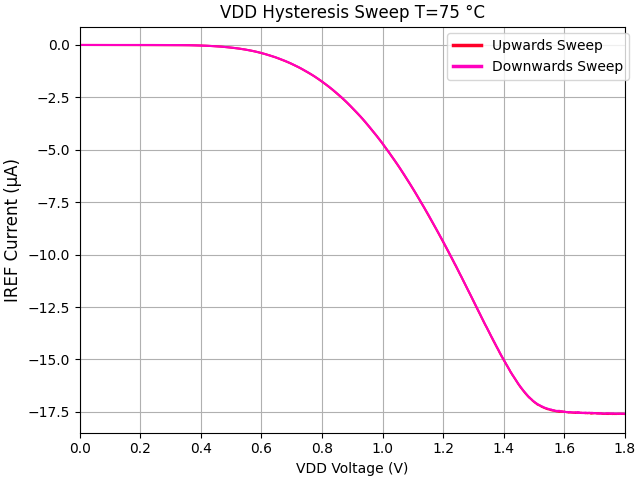 VDD Hysteresis Sweep T=75 °C
Upwards Sweep
Downwards Sweep
IREF Current (μA)
0.0
−2.5
−5.0
−7.5
−10.0
−12.5
−15.0
−17.5
0.0 0.2 0.4 0.6 0.8 1.0 1.2 1.4 1.6 1.8
VDD Voltage (V)